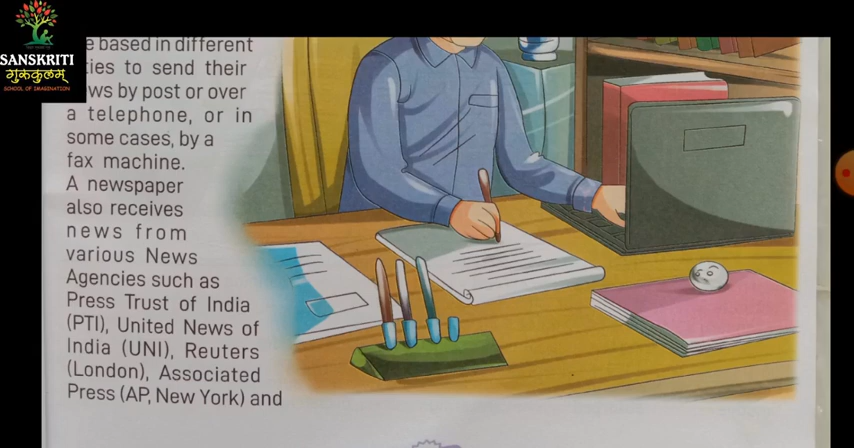 SANSKRITI
गुरुकुलम्
SCHOOL OF IMAGINATION
based in different
to send their
by post or over
a telephone, or in
some cases, by a
fax machine.
A newspaper
also receives
news from
various News
Agencies such as
Press Trust of India
(PTI), United News of
India (UNI), Reuters
(London), Associated
Press (AP, New York) and